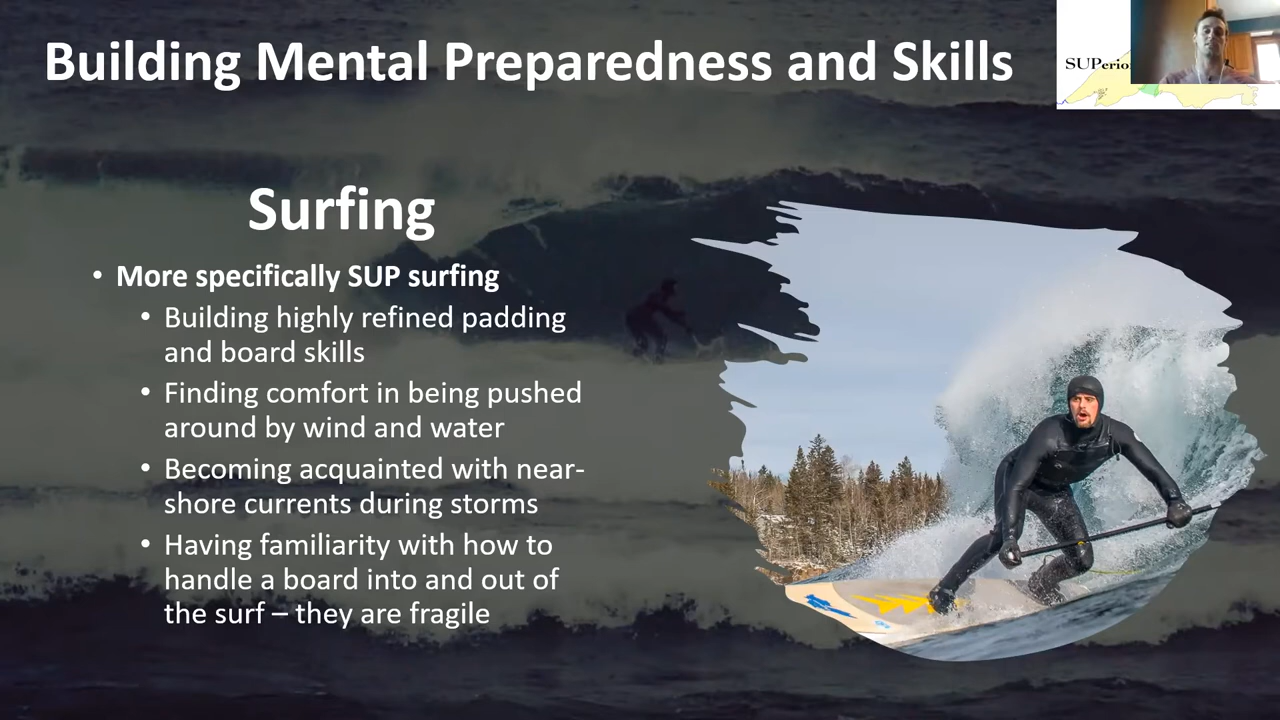 Building Mental Preparedness and Skills
SUPerio
Surfing
• More specifically SUP surfing
• Building highly refined padding
and board skills
• Finding comfort in being pushed
around by wind and water
• Becoming acquainted with near-
shore currents during storms
• Having familiarity with how to
handle a board into and out of
the surf – they are fragile